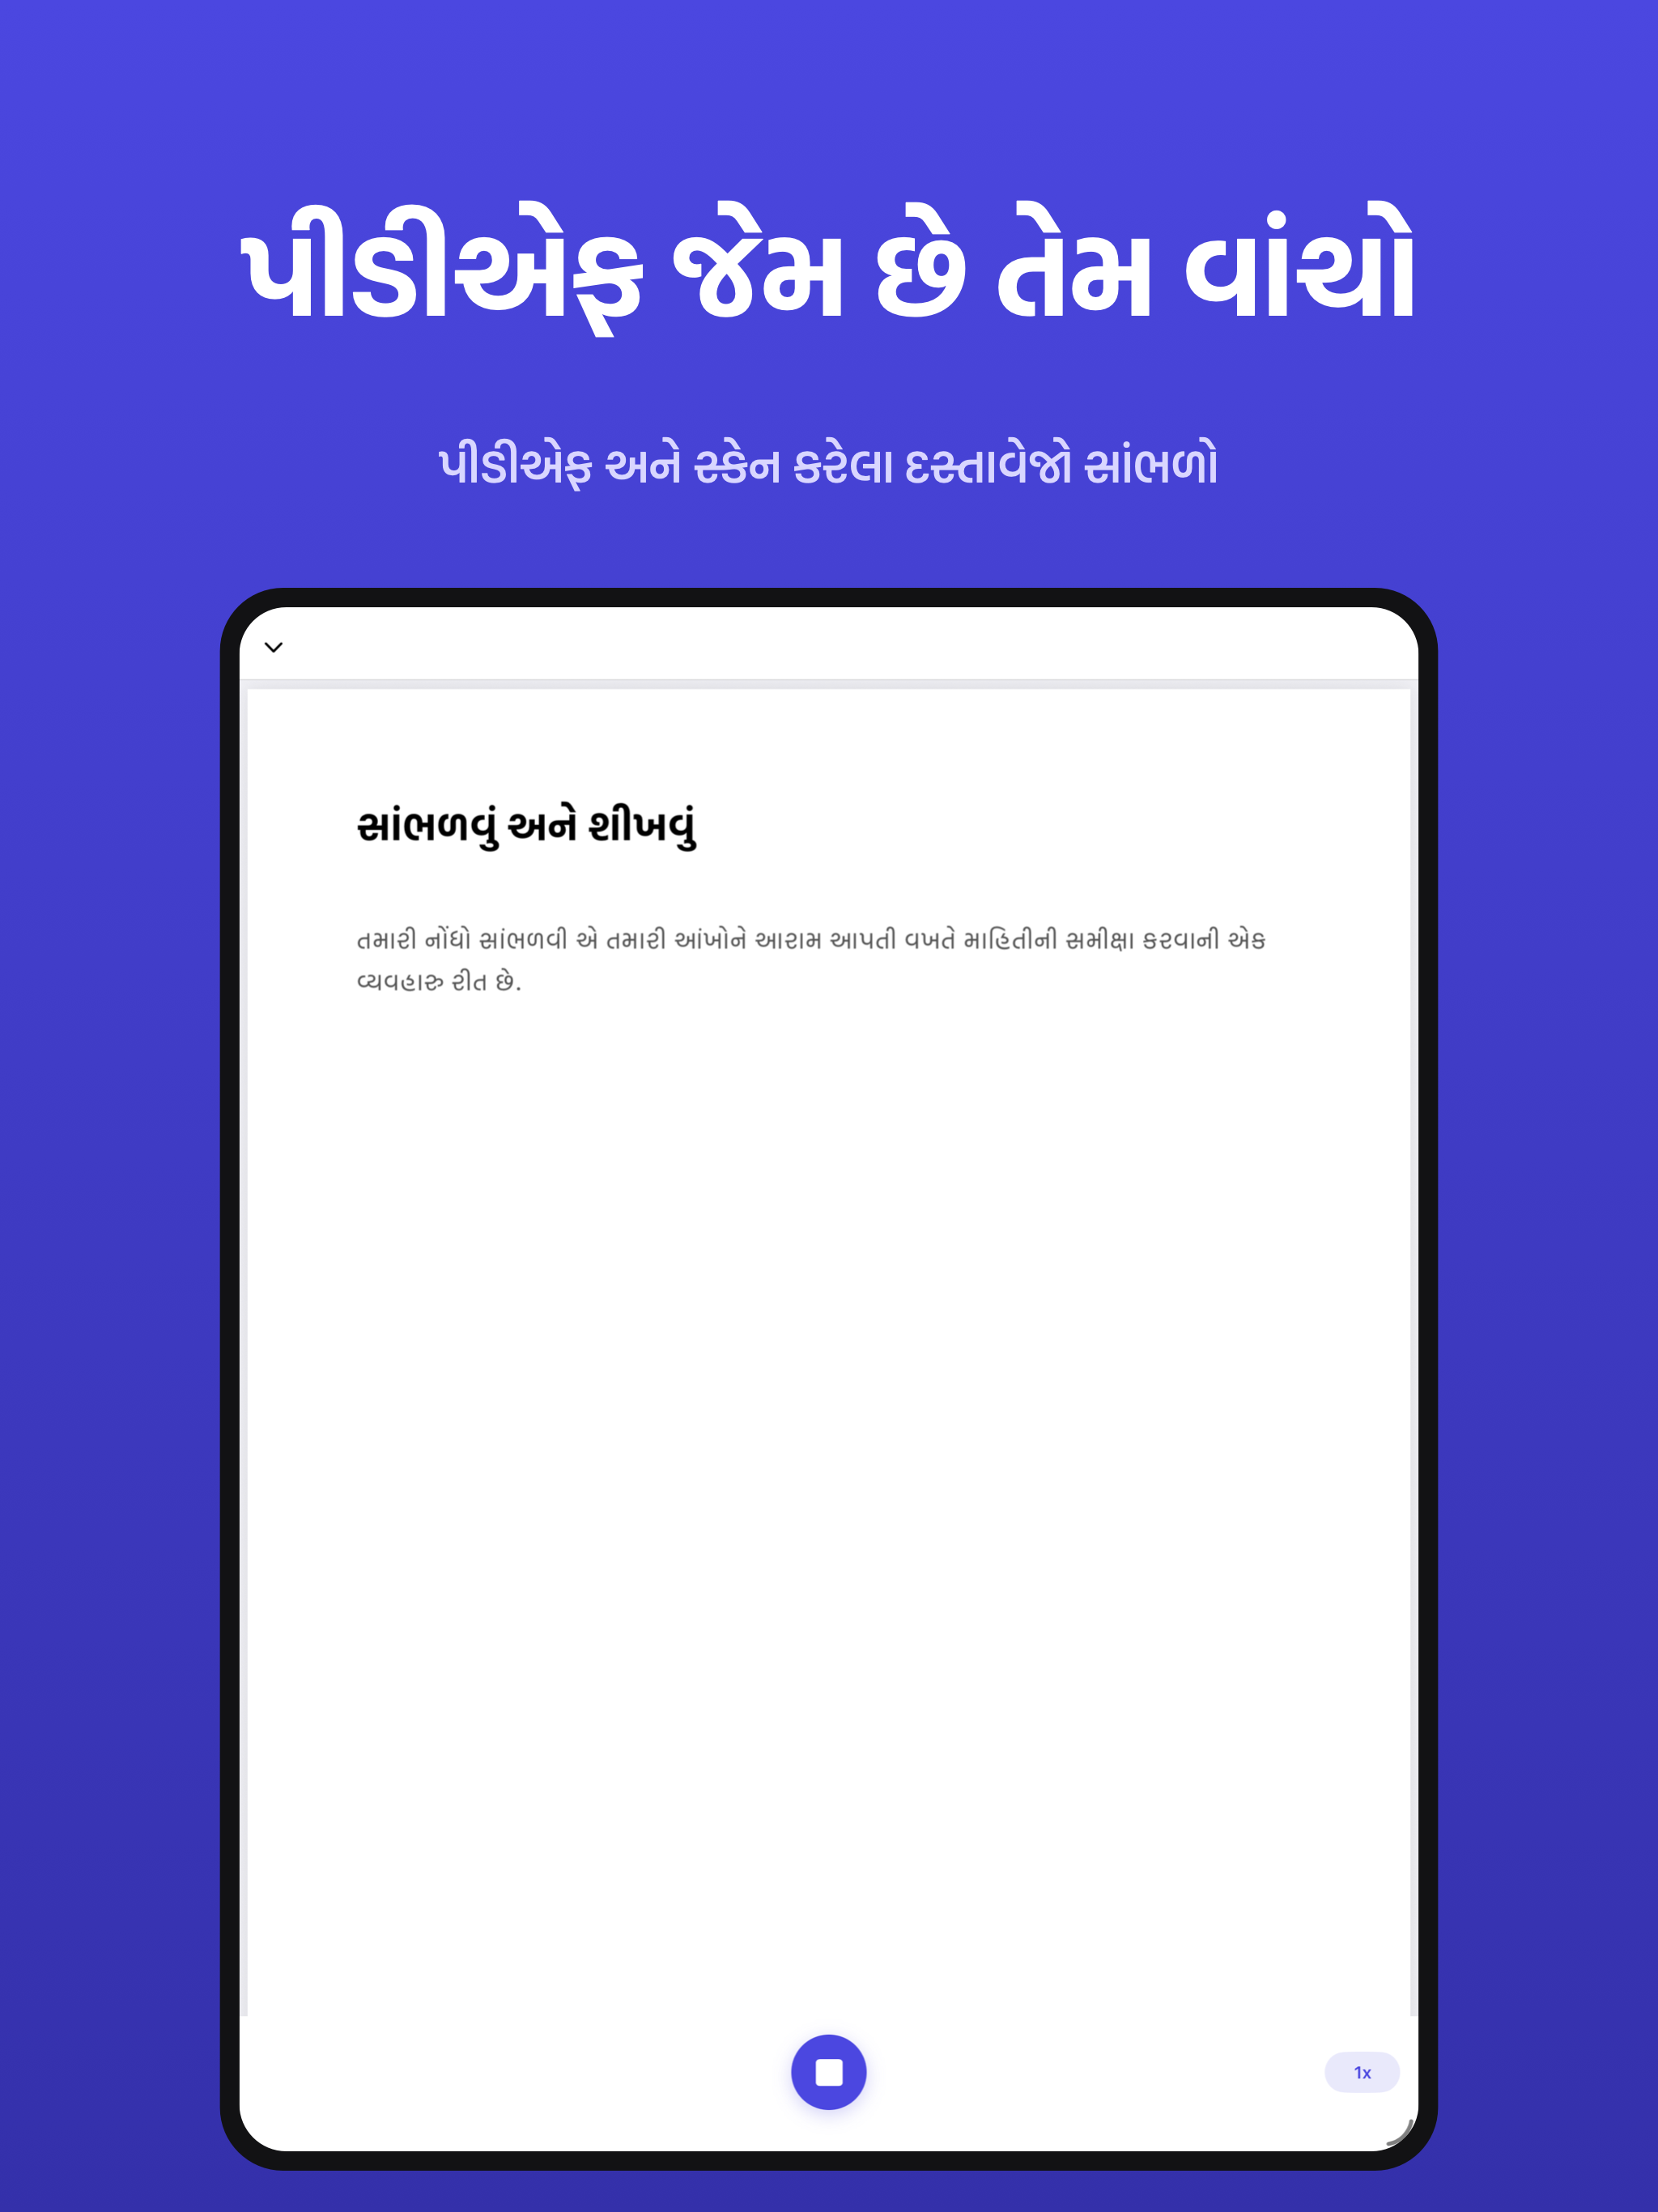 પીડીએફ જેમ છે તેમ વાંચો
પીડીએફ અને સ્કેન કરેલા દસ્તાવેજો સાંભળો
સાંભળવું અને શીખવું
તમારી નોંધો સાંભળવી એ તમારી આંખોને આરામ આપતી વખતે માહિતીની સમીક્ષા કરવાની એક
વ્યવહારુ રીત છે.
1x